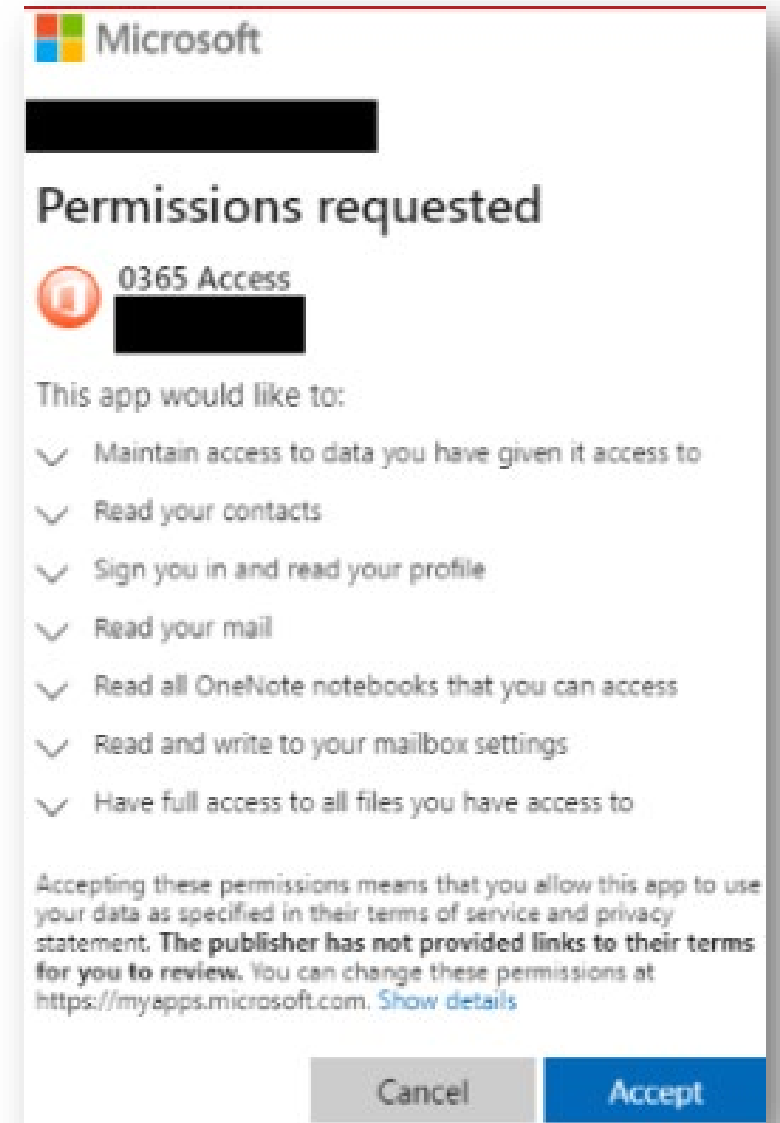 Microsoft
Permissions requested
0365 Access
This app would like to:
Maintain access to data you have given it access to
Read your contacts
Sign you in and read your profile
Read your mail
Read all OneNote notebooks that you can access
Read and write to your mailbox settings
Have full access to all files you have access to
Accepting these permissions means that you allow this app to use
your data as specified in their terms of service and privacy
statement. The publisher has not provided links to their terms
for you to review. You can change these permissions at
https://myapps.microsoft.com. Show details
Cancel
Accept